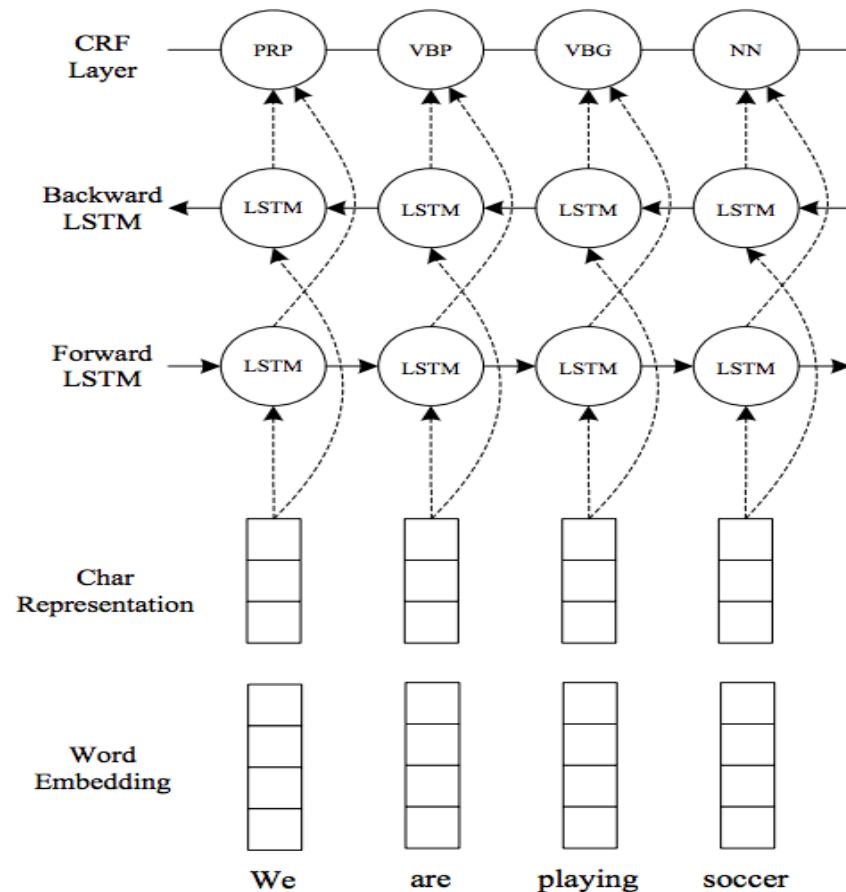 CRF
Layer
PRP VBP VBG NN
Backward
LSTM
LSTM LSTM LSTM LSTM
Forward
LSTM
LSTM LSTM LSTM LSTM
Char
Representation
Word
Embedding
We are playing soccer